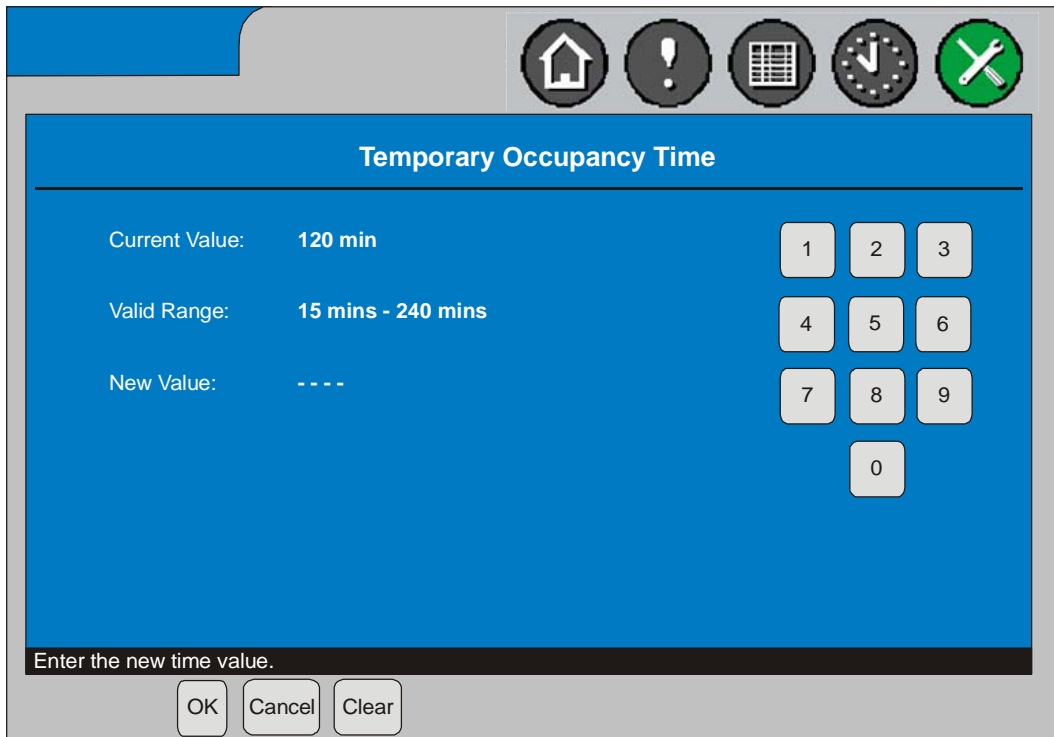 Temporary Occupancy Time
Current Value: 120 min
Valid Range: 15 mins - 240 mins
New Value: - - - -
1 2 3
4 5 6
7 8 9
0
Enter the new time value.
OK Cancel Clear